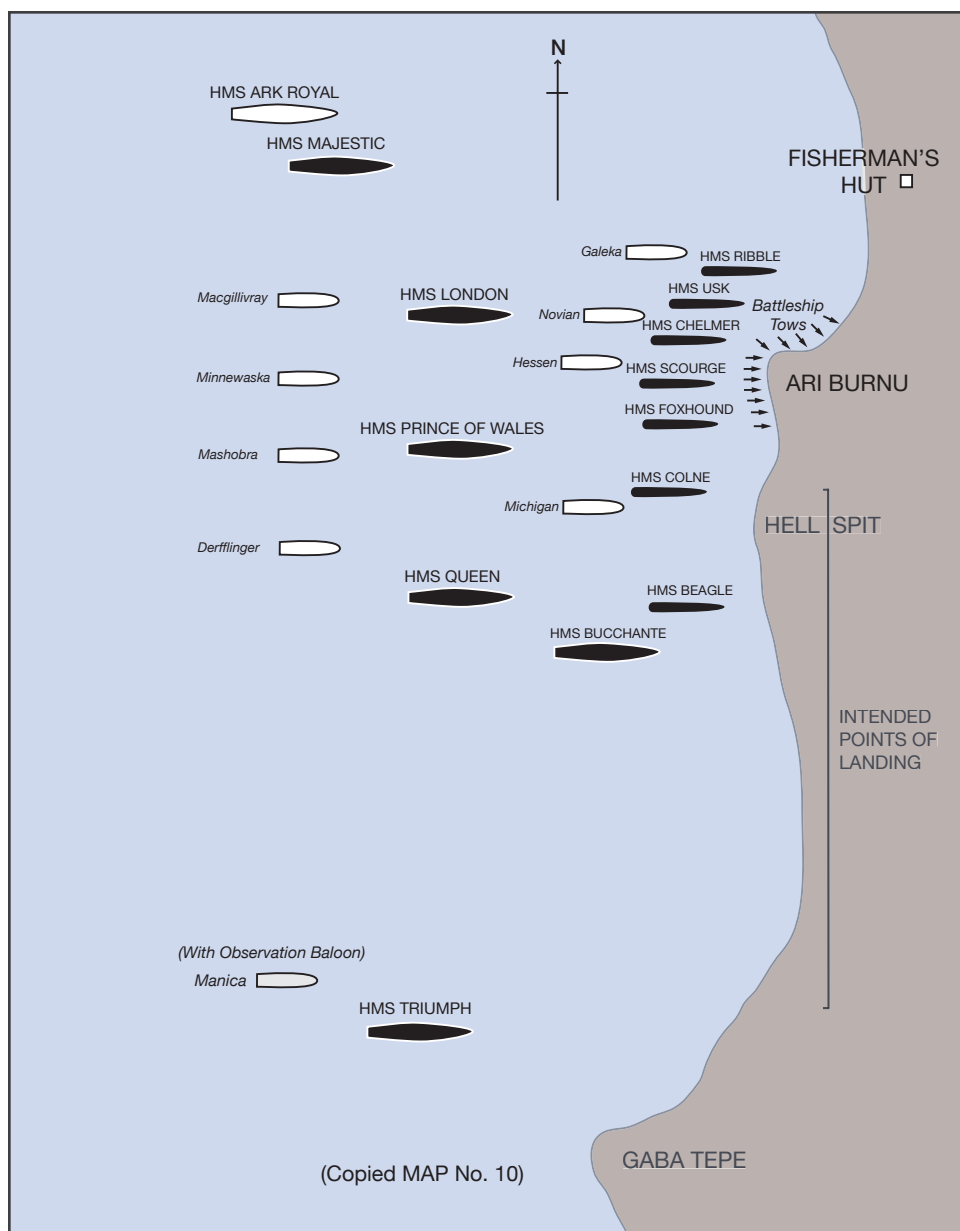 N
HMS ARK ROYAL
HMS MAJESTIC
FISHERMAN'S
HUT
Galeka
HMS RIBBLE
Macgillivray
HMS LONDON
HMS USK
Novian
Battleship
Tows
HMS CHELMER
Hessen
HMS SCOURGE
Minnewaska
ARI BURNU
HMS FOXHOUND
HMS PRINCE OF WALES
Mashobra
HMS COLNE
Michigan
HELL SPIT
Derfflinger
HMS QUEEN
HMS BEAGLE
HMS BUCCHANTE
INTENDED
POINTS OF
LANDING
(With Observation Baloon)
Manica
HMS TRIUMPH
GABA TEPE
(Copied MAP No. 10)